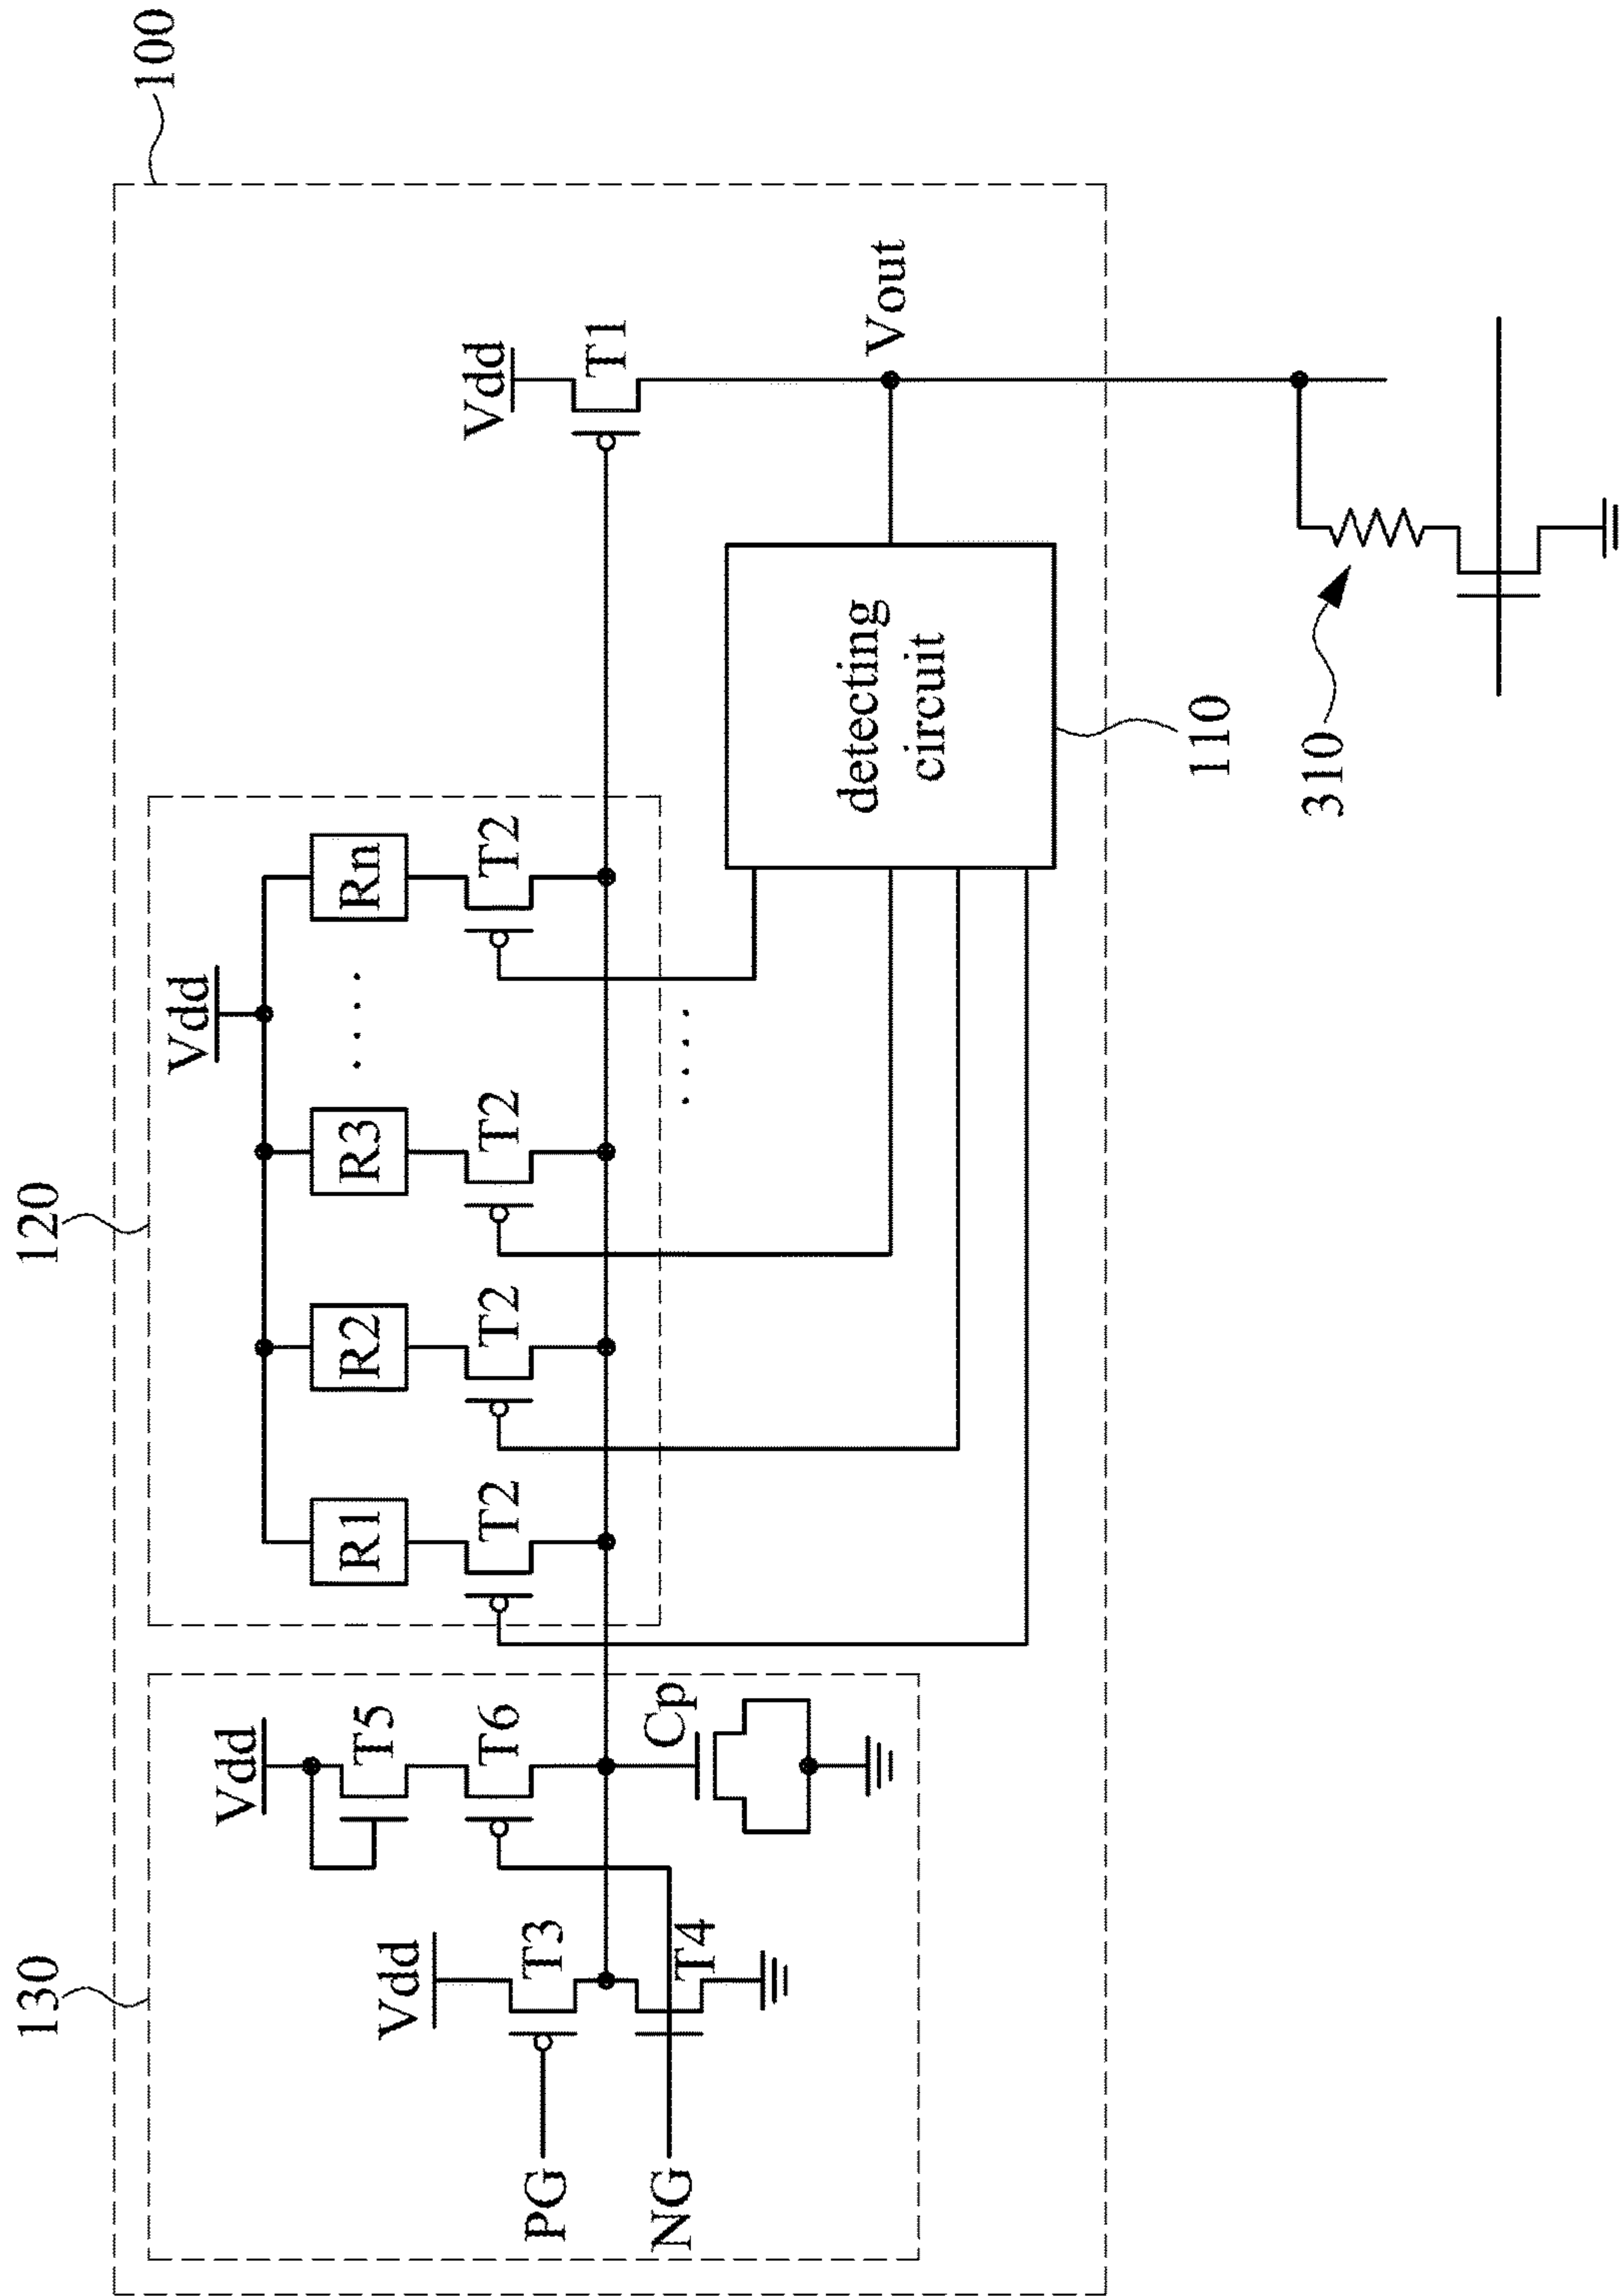 100
120
130
Vdd
R1
R2
R3
. . . .
Rn
T2
T2
T2
T2
. . . .
Vdd
T5
T6
Vdd
T3
T4
Cp
PG
NG
Vdd
T1
Vout
detecting
circuit
110
310